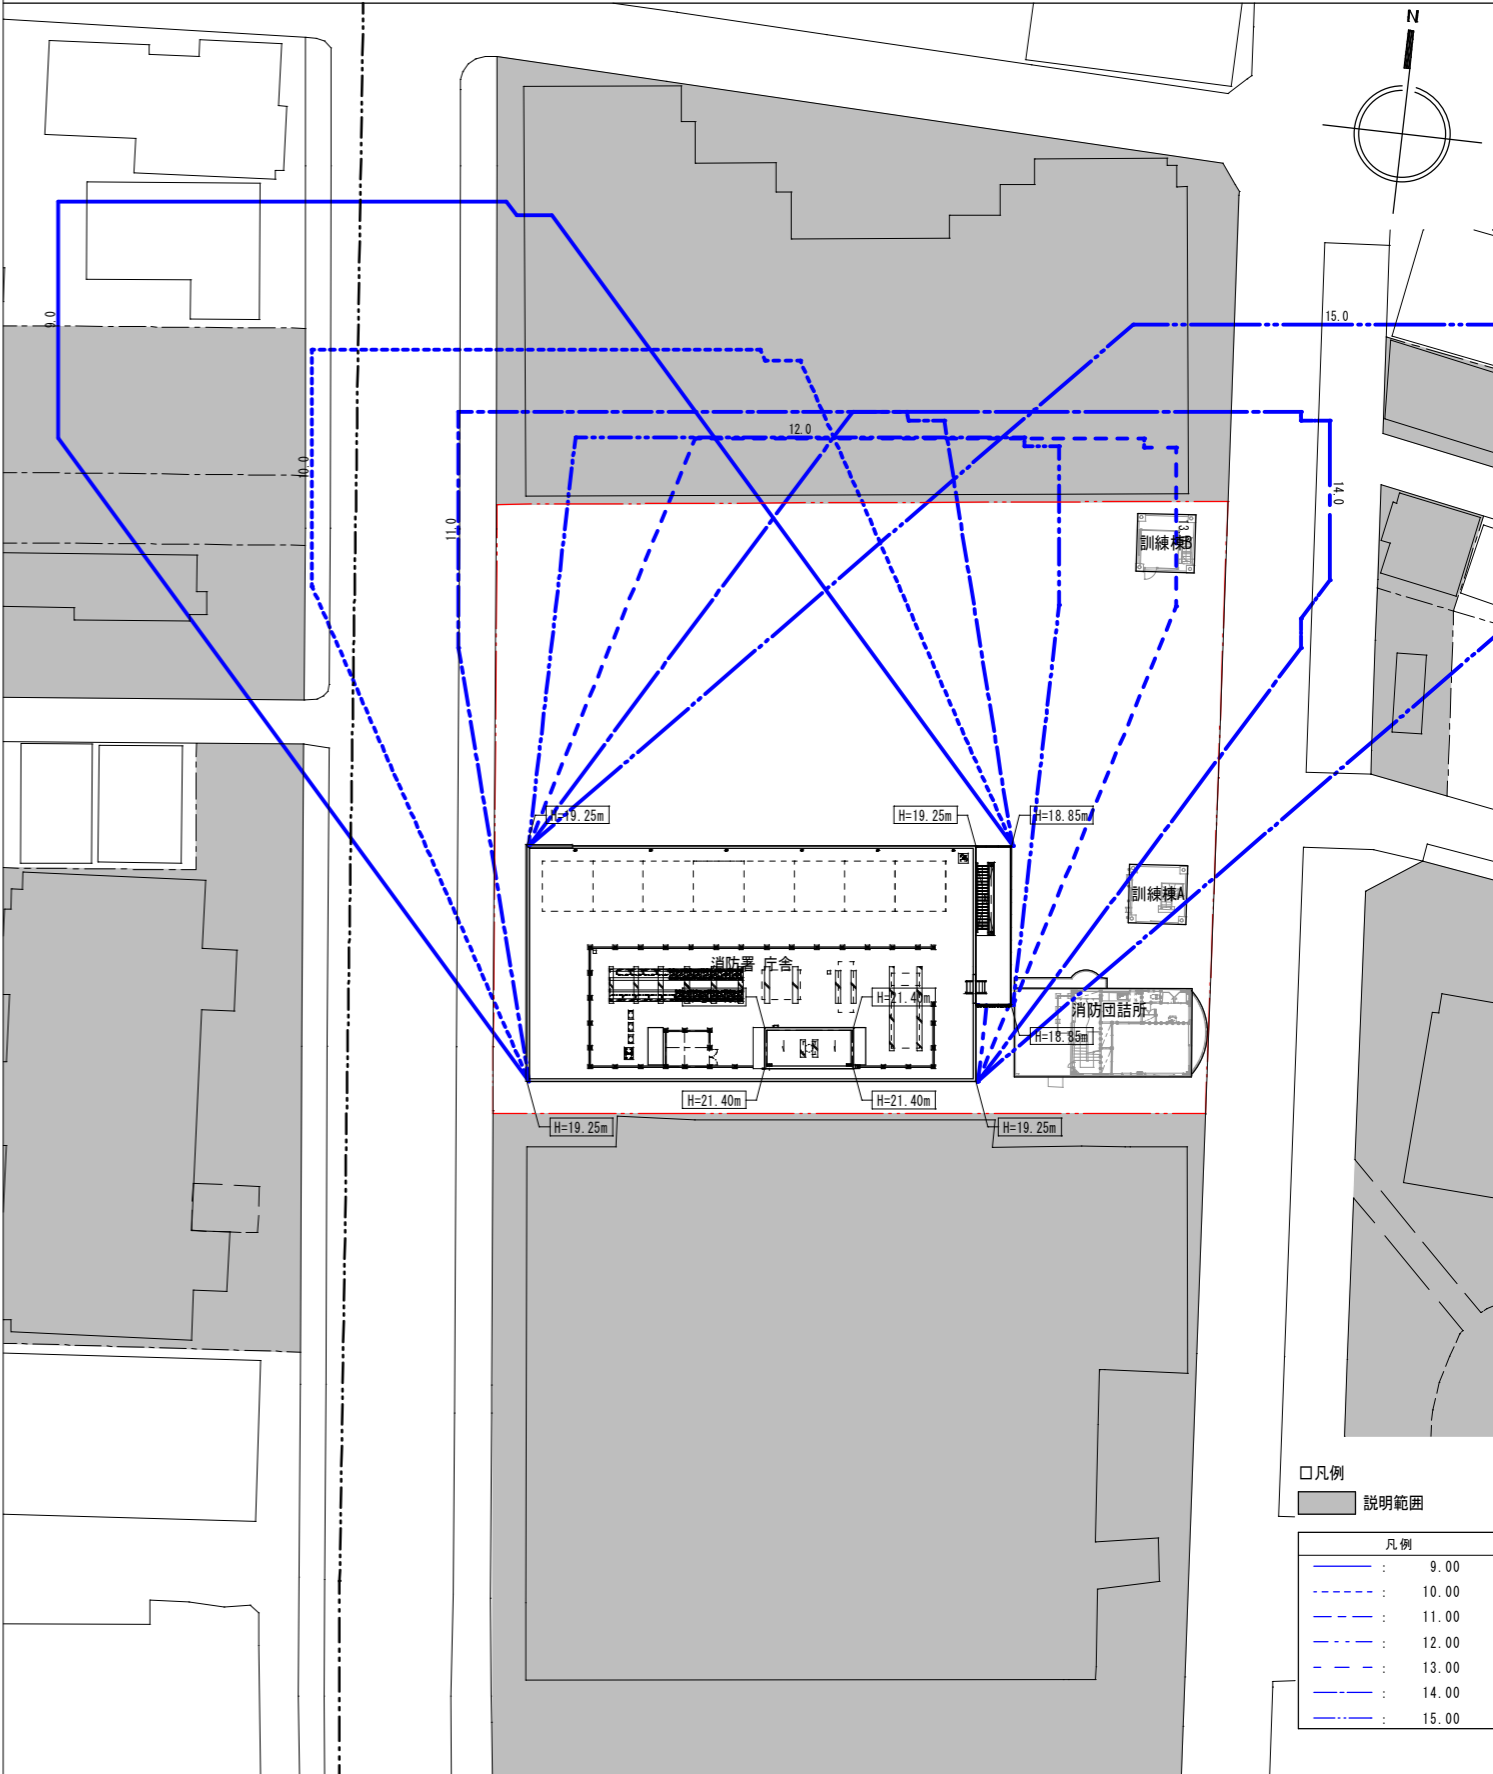 N
9.0
15.0
10.0
12.0
14.0
11.0
訓練棟B
H=19.25m
H=19.25m
H=18.85m
訓練棟A
消防署 庁舎
H=21.40m
消防団詰所
H=18.85m
H=21.40m
H=21.40m
H=19.25m
H=19.25m
□凡例
説明範囲
凡例
: 9.00
: 10.00
: 11.00
: 12.00
: 13.00
: 14.00
: 15.00